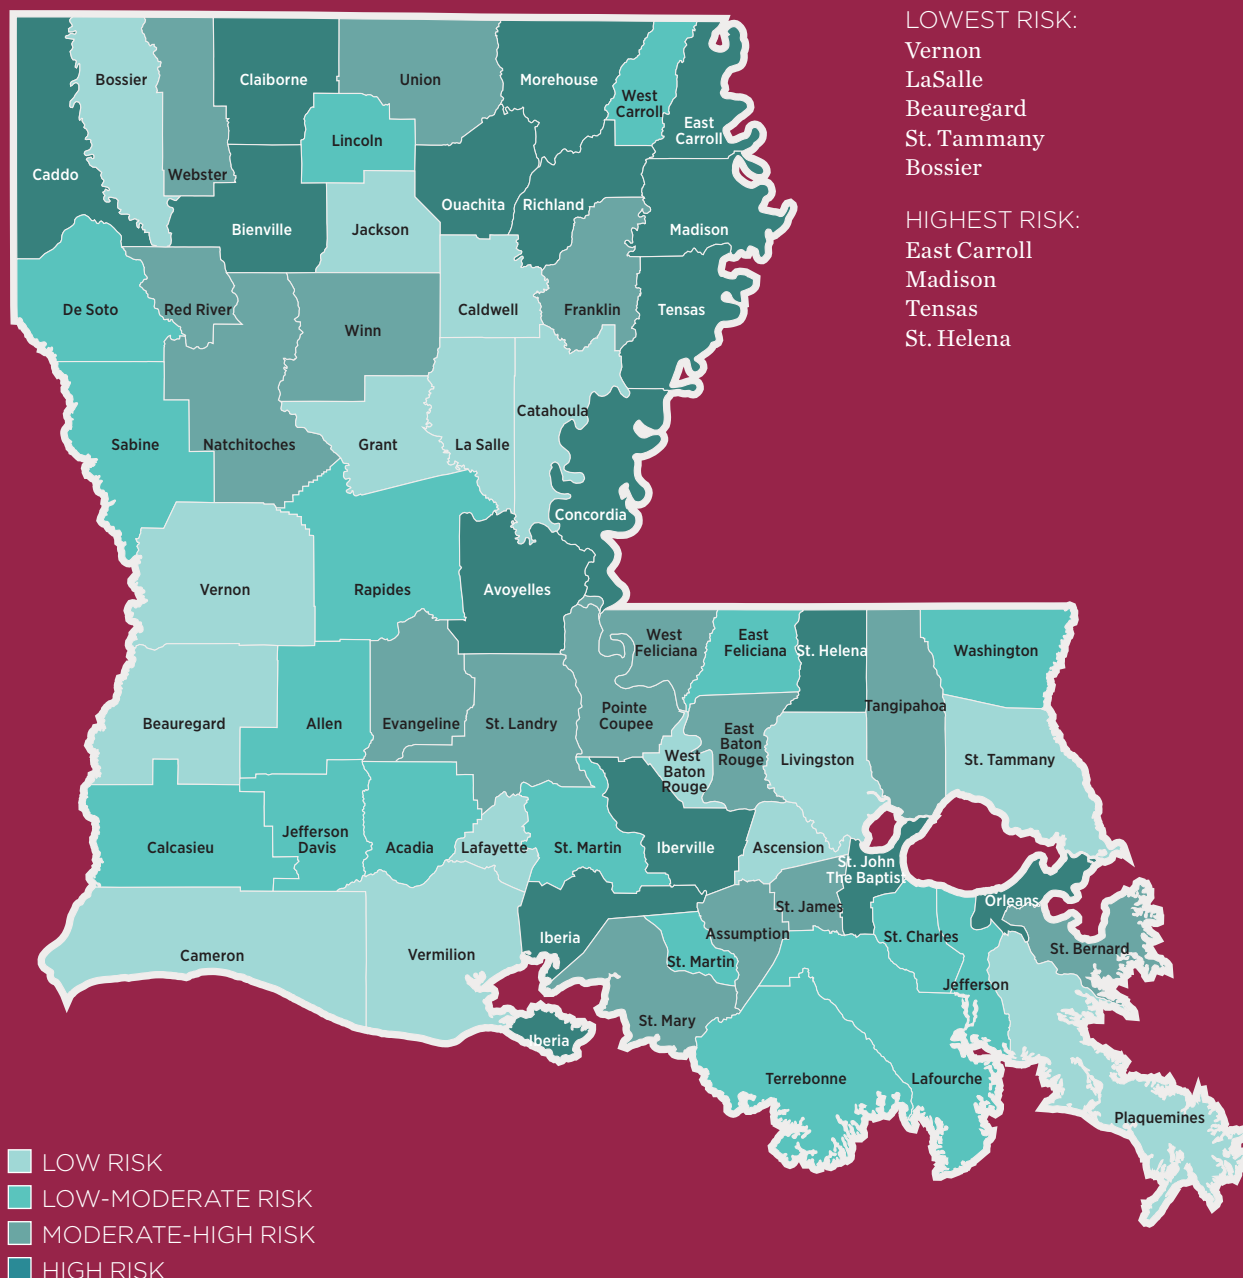 LOWEST RISK:
Vernon
LaSalle
Beauregard
St. Tammany
Bossier
HIGHEST RISK:
East Carroll
Madison
Tensas
St. Helena
Bossier
Claiborne
Union
Morehouse
West
Carroll
East
Carroll
Lincoln
Caddo
Webster
Bienville
Jackson
Ouachita
Richland
Madison
De Soto
Red River
Winn
Caldwell
Franklin
Tensas
Sabine
Natchitoches
Grant
La Salle
Catahoula
Concordia
Vernon
Rapides
Avoyelles
West
Feliciana
East
Feliciana
St. Helena
Washington
Beauregard
Allen
Evangeline
St. Landry
Pointe
Coupee
East
Baton
Rouge
Tangipahoa
West
Baton
Rouge
Livingston
St. Tammany
Calcasieu
Jefferson
Davis
Acadia
Lafayette
St. Martin
Iberville
Ascension
St. John
The Baptist
Cameron
Vermilion
Iberia
St. James
Assumption
St. Martin
St. Charles
Orleans
St. Bernard
Jefferson
St. Mary
Iberia
Terrebonne
Lafourche
Plaquemines
LOW RISK
LOW-MODERATE RISK
MODERATE-HIGH RISK
HIGH RISK